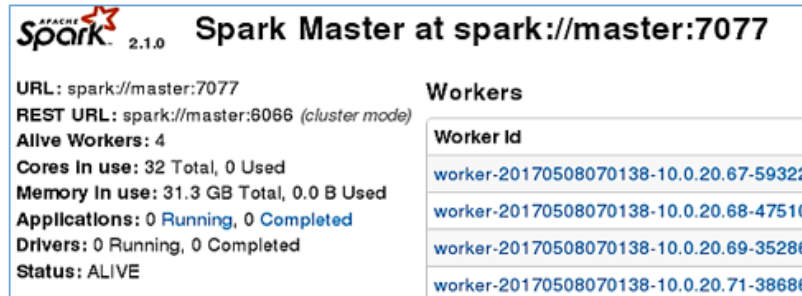 APACHE
Spark 2.1.0
Spark Master at spark://master:7077
URL: spark://master:7077
REST URL: spark://master:6066 (cluster mode)
Alive Workers: 4
Cores in use: 32 Total, 0 Used
Memory in use: 31.3 GB Total, 0.0 B Used
Applications: 0 Running, 0 Completed
Drivers: 0 Running, 0 Completed
Status: ALIVE
Workers
Worker Id
worker-20170508070138-10.0.20.67-59322
worker-20170508070138-10.0.20.68-47510
worker-20170508070138-10.0.20.69-35286
worker-20170508070138-10.0.20.71-38686